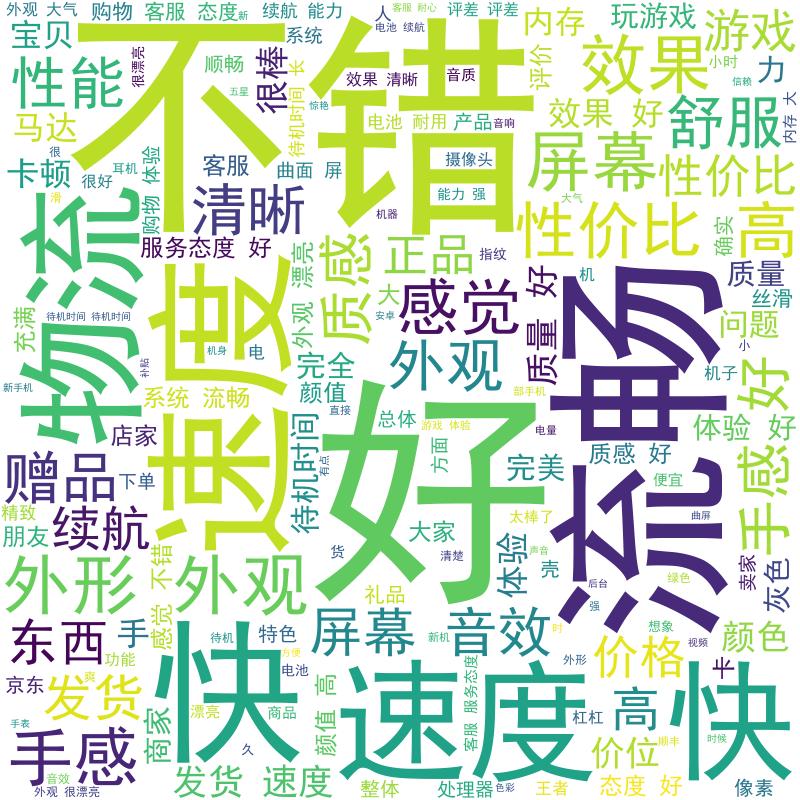 外观 大气
购物
客服 态度
新
续航 能力
人
客服 耐心
评差 评差
内存
玩游戏
游戏
宝贝
不错
系统
电池 续航
效果
小时
力
性能
很漂亮
顺畅
很棒
长
效果 清晰
音质
评价
信赖
五星
待机时间
惊艳
马达
电池 耐用
产品
音响
效果 好
舒服
内存 大
卡顿
很
很好
耳机
体验
客服
曲面 屏
摄像头
屏幕
性价比
滑
购物
清晰
机器
能力 强
大气
物流
服务态度 好
质感
正品
指纹
性价比
高
确实
外观 漂亮
大
感觉
质量 好
机
质量
丝滑
充满
待机时间 待机时间
速度
安卓
流畅
问题
小
新手机
补贴
机身
电
完全
外观
颜值
部手机
机子
好
系统 流畅
直接
好
店家
总体
游戏 体验
电量
体验 好
赠品
下单
待机时间
有点
方面
完美
质感 好
便宜
手感
精致
续航
大家
太棒了
曲屏
朋友
货
清楚
声音
体验
壳
卖家
外形
外观
感觉 不错
礼品
后台
绿色
灰色
强
东西
手
待机
特色
屏幕
新机
音效
时
想象
视频
颜色
功能
快
方便
外形
价格
卡
京东
爽
电池
发货
速度
客服 服务态度
快
手表
商家
漂亮
商品
颜值 高
杠杠
高
手感
久
价位
顺丰
时候
音效
发货 速度
整体
处理器
色彩
王者
态度 好
像素
外观 很漂亮